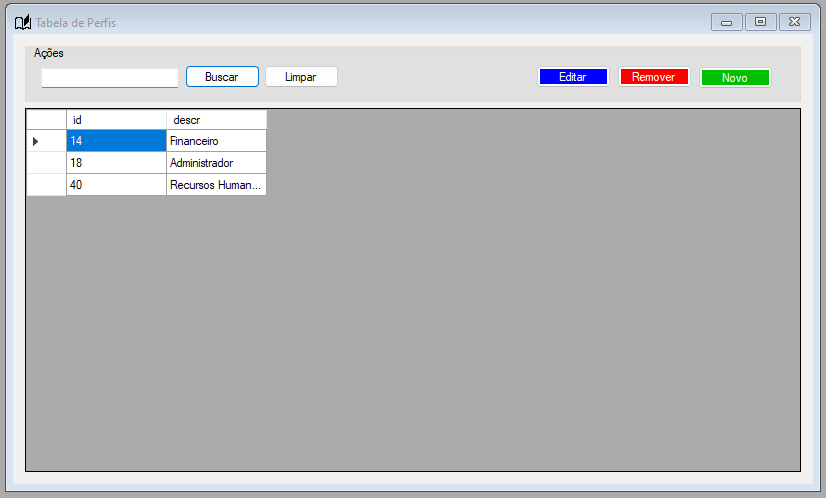 Tabela de Perfis
Ações
Buscar Limpar Editar Remover Novo
id descr
14 Financeiro
18 Administrador
40 Recursos Human...